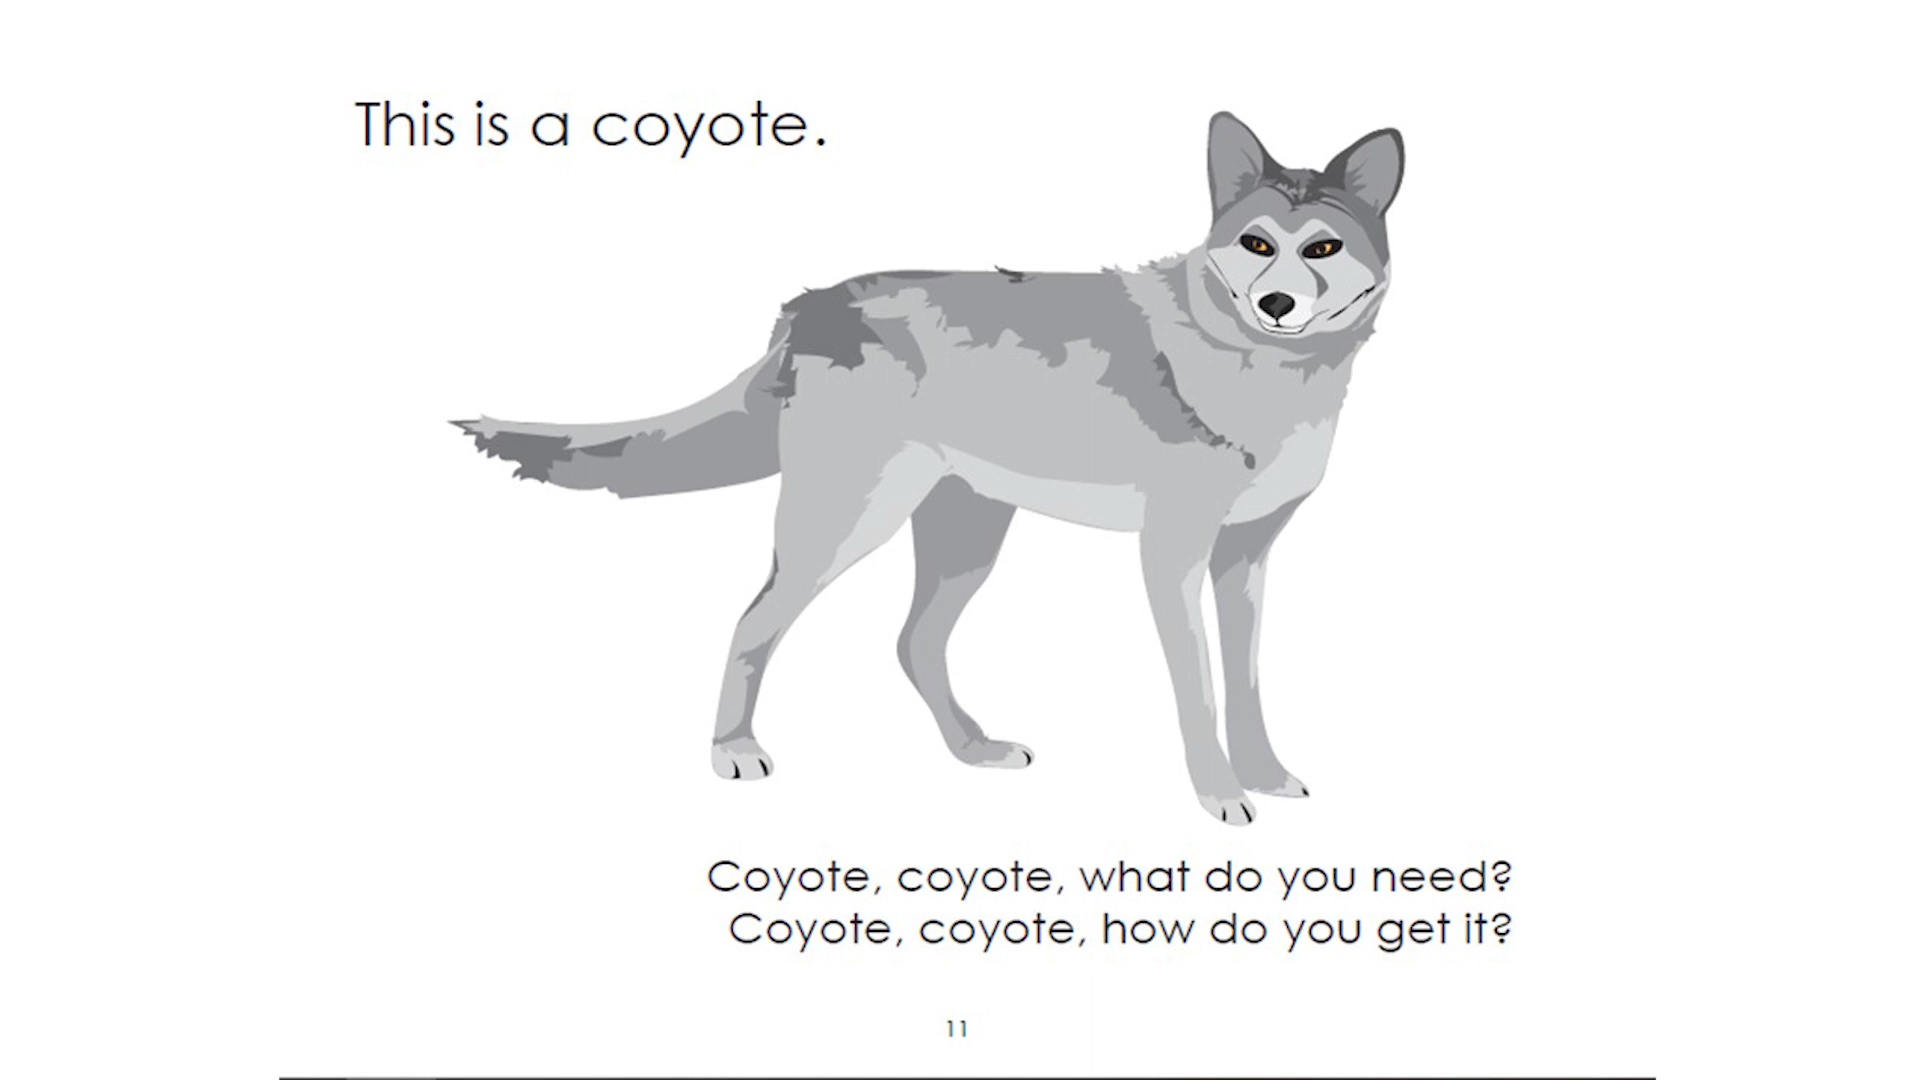 This is a coyote.
Coyote, coyote, what do you need?
Coyote, coyote, how do you get it?
11